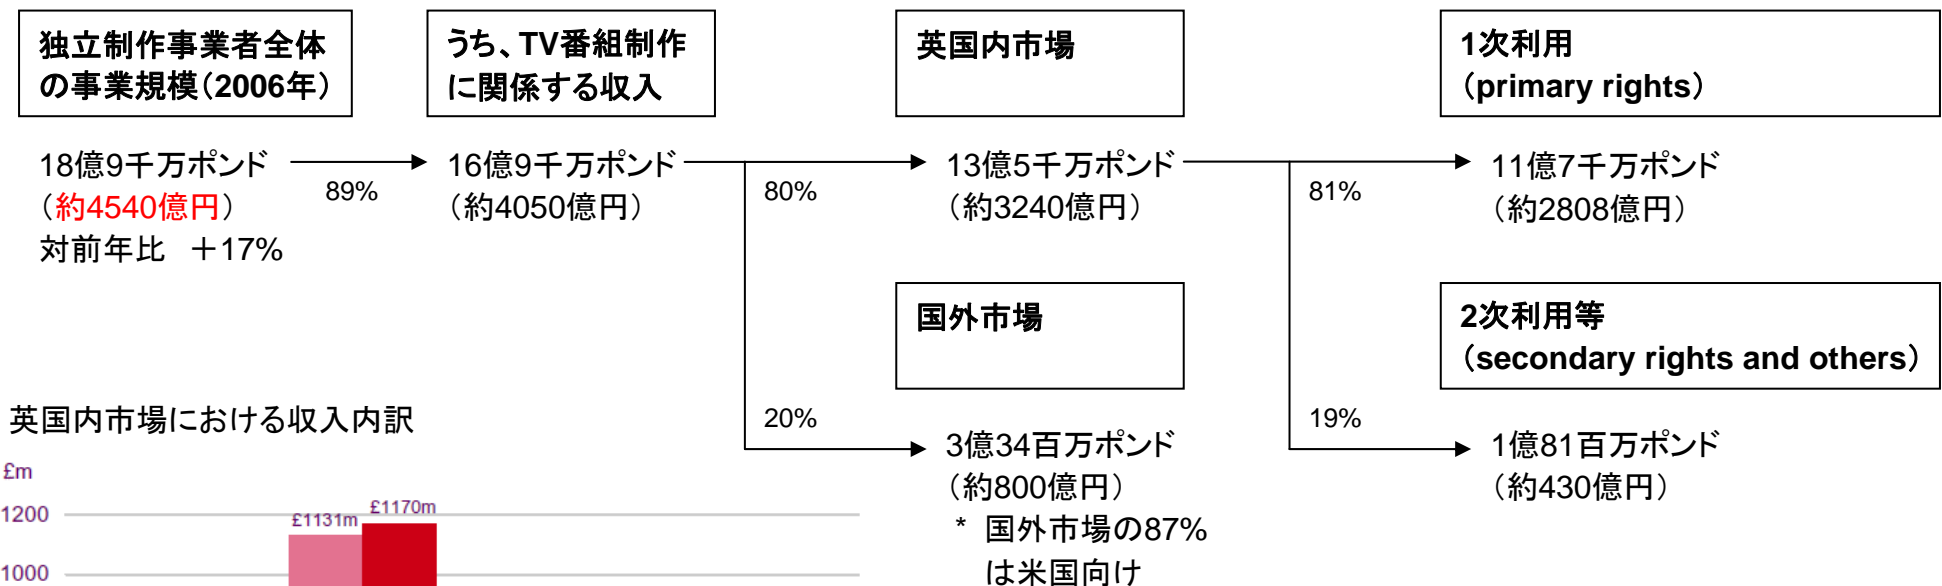 独立制作事業者全体
の事業規模（2006年）
18億9千万ポンド
（約4540億円）
対前年比　＋17%
89%
うち、TV番組制作
に関係する収入
16億9千万ポンド
（約4050億円）
80%
20%
英国内市場
13億5千万ポンド
（約3240億円）
国外市場
3億34百万ポンド
（約800億円）
* 国外市場の87%
は米国向け
81%
19%
1次利用
（primary rights）
11億7千万ポンド
（約2808億円）
2次利用等
（secondary rights and others）
1億81百万ポンド
（約430億円）
英国内市場における収入内訳
£m
1200
£1131m
£1170m
1000